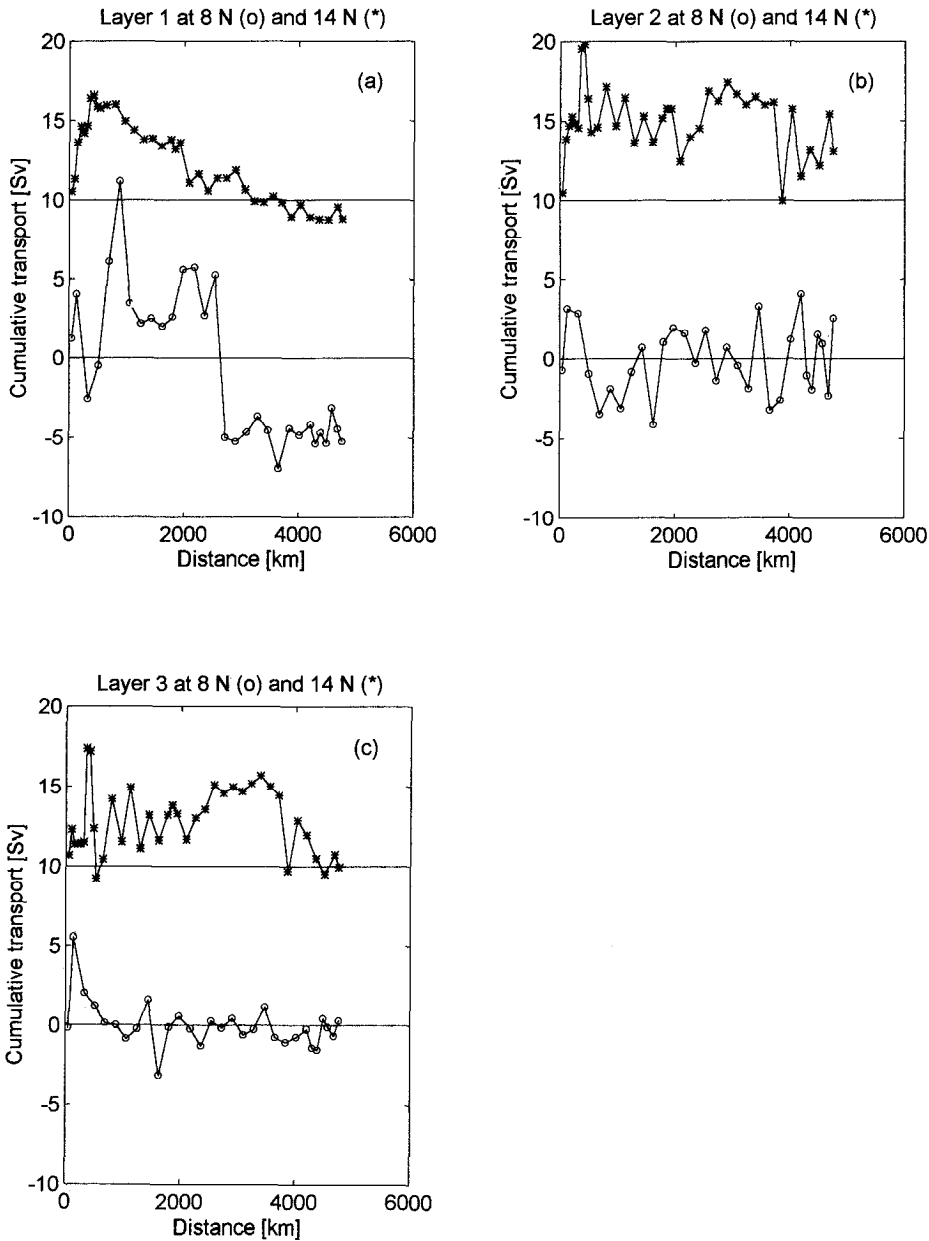 Layer 1 at 8 N (o) and 14 N (*)
(a)
Cumulative transport [Sv]
20
15
10
5
0
-5
-10
0 2000 4000 6000
Distance [km]
Layer 2 at 8 N (o) and 14 N (*)
(b)
Cumulative transport [Sv]
20
15
10
5
0
-5
-10
0 2000 4000 6000
Distance [km]
Layer 3 at 8 N (o) and 14 N (*)
(c)
Cumulative transport [Sv]
20
15
10
5
0
-5
-10
0 2000 4000 6000
Distance [km]